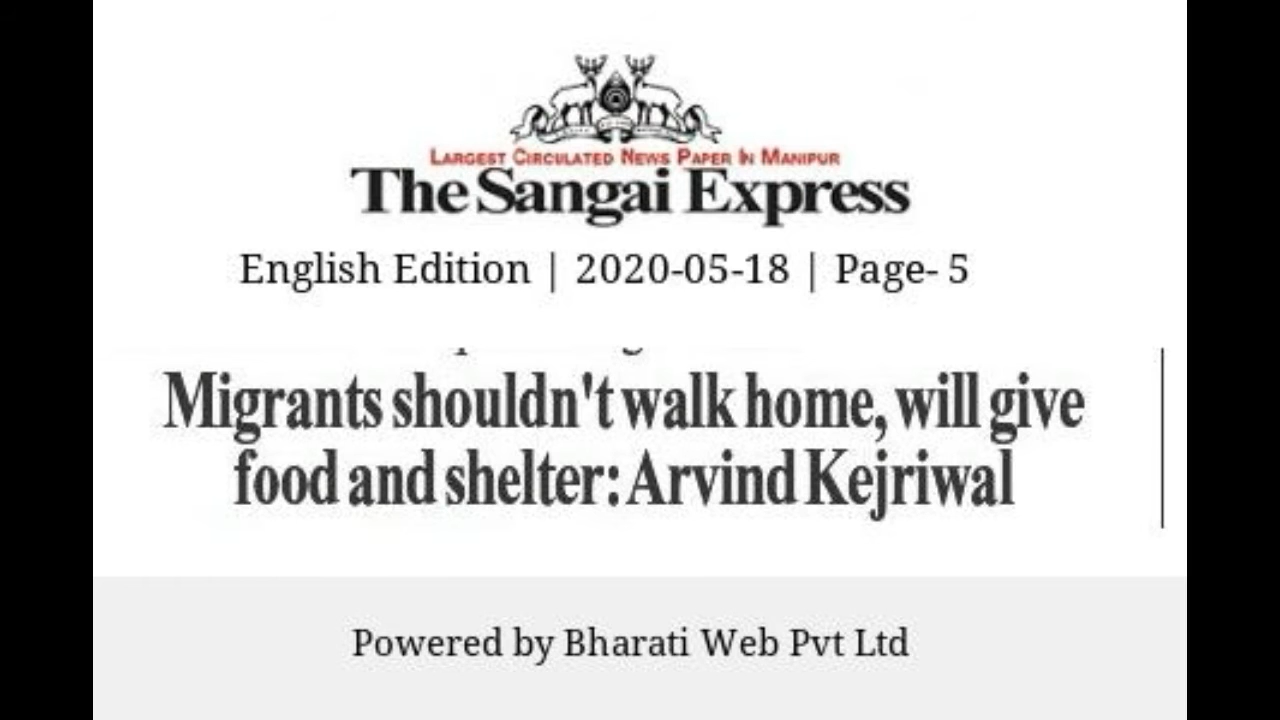 LARGEST CIRCULATED NEWS PAPER IN MANIPUR
The Sangai Express
English Edition | 2020-05-18 | Page- 5
Migrants shouldn't walk home, will give
food and shelter: Arvind Kejriwal
Powered by Bharati Web Pvt Ltd